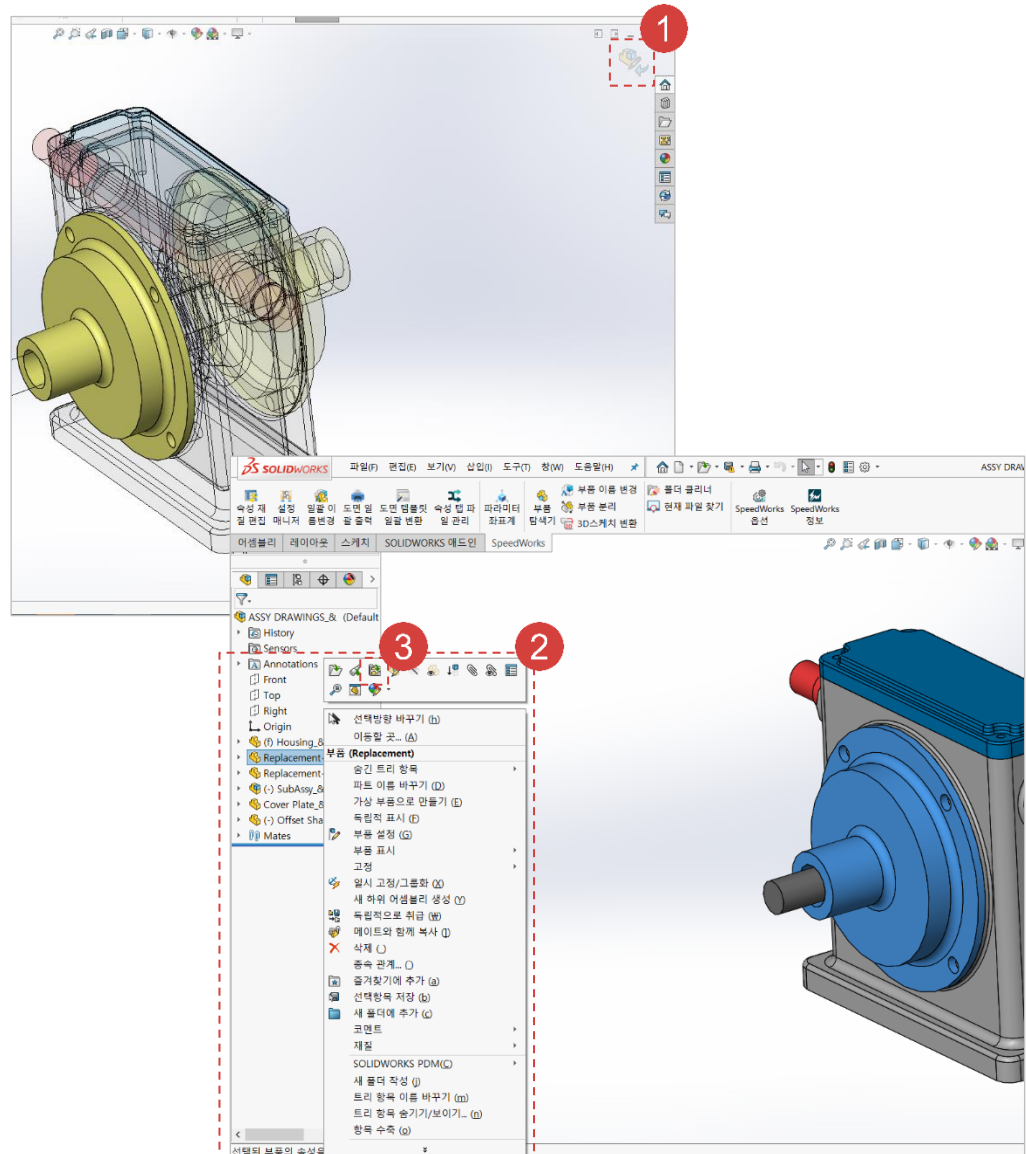 1
SOLIDWORKS 파일(F) 편집(E) 보기(V) 삽입(I) 도구(T) 창(W) 도움말(H)
ASSY DRAW
속성 재질 편집
설정 매니저
일괄 이름변경
도면 일괄 출력
도면 템플릿 일괄 변환
속성 탭 파일 관리
파라미터 좌표계
부품 탐색기
부품 이름 변경
부품 분리
3D스케치 변환
폴더 클리너
현재 파일 찾기
SpeedWorks 옵션
SpeedWorks 정보
어셈블리 레이아웃 스케치 SOLIDWORKS 애드인 SpeedWorks
ASSY DRAWINGS_& (Default
History
Sensors
Annotations
Front
Top
Right
Origin
(f) Housing_&
Replacement-
Replacement-
(-) SubAssy_&
Cover Plate_&
(-) Offset Sha
Mates
3
2
선택방향 바꾸기 (h)
이동할 곳... (A)
부품 (Replacement)
숨긴 트리 항목
파트 이름 바꾸기 (D)
가상 부품으로 만들기 (E)
독립적 표시 (F)
부품 설정 (G)
부품 표시
고정
일시 고정/그룹화 (X)
새 하위 어셈블리 생성 (Y)
독립적으로 취급 (W)
메이트와 함께 복사 (])
삭제 (_)
종속 관계... ()
즐겨찾기에 추가 (a)
선택항목 저장 (b)
새 폴더에 추가 (c)
코멘트
재질
SOLIDWORKS PDM(C)
새 폴더 작성 (j)
트리 항목 이름 바꾸기 (m)
트리 항목 숨기기/보이기... (n)
항목 수축 (o)
선택된 부품의 속성을